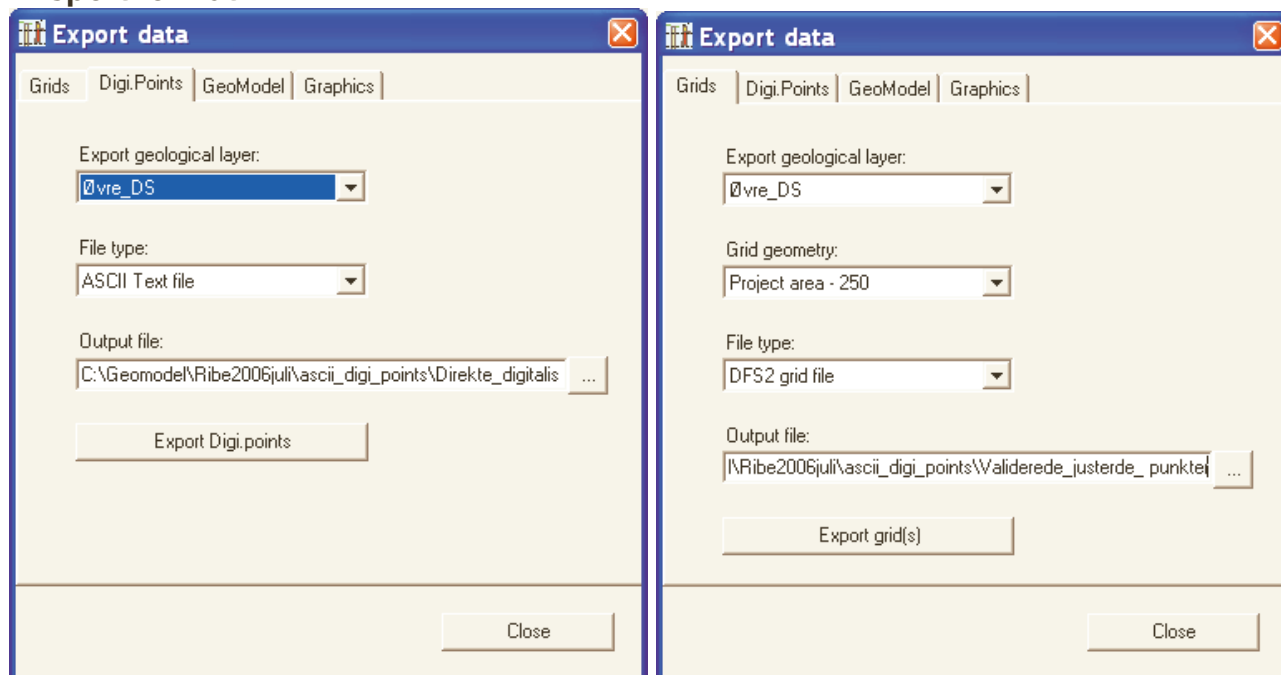 Export data
Grids Digi.Points GeoModel Graphics
Export geological layer:
Øvre_DS
File type:
ASCII Text file
Output file:
C:\Geomodel\Ribe2006juli\ascii_digi_points\Direkte_digitalis ...
Export Digi.points
Close
Export data
Grids Digi.Points GeoModel Graphics
Export geological layer:
Øvre_DS
Grid geometry:
Project area - 250
File type:
DFS2 grid file
Output file:
l\Ribe2006juli\ascii_digi_points\Validerede_justerde_ punkter ...
Export grid(s)
Close